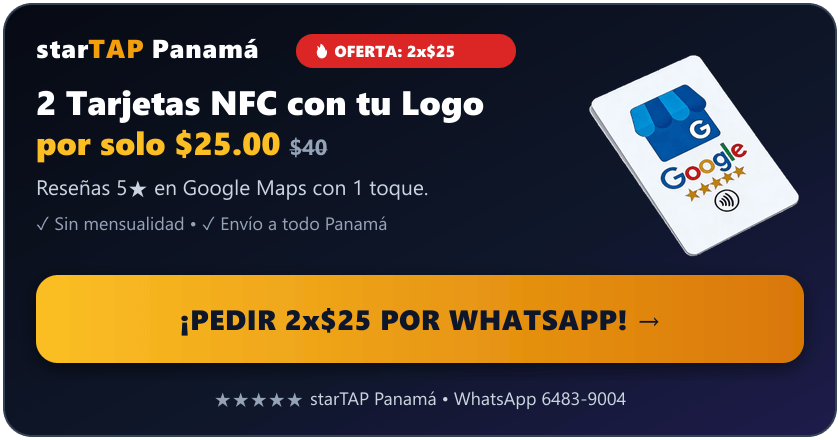 starTAP Panamá
🔥 OFERTA: 2x$25
2 Tarjetas NFC con tu Logo
por solo $25.00 $40
Reseñas 5★ en Google Maps con 1 toque.
✓ Sin mensualidad • ✓ Envío a todo Panamá
G
Google
★★★★★
¡PEDIR 2x$25 POR WHATSAPP! →
★★★★★ starTAP Panamá • WhatsApp 6483-9004